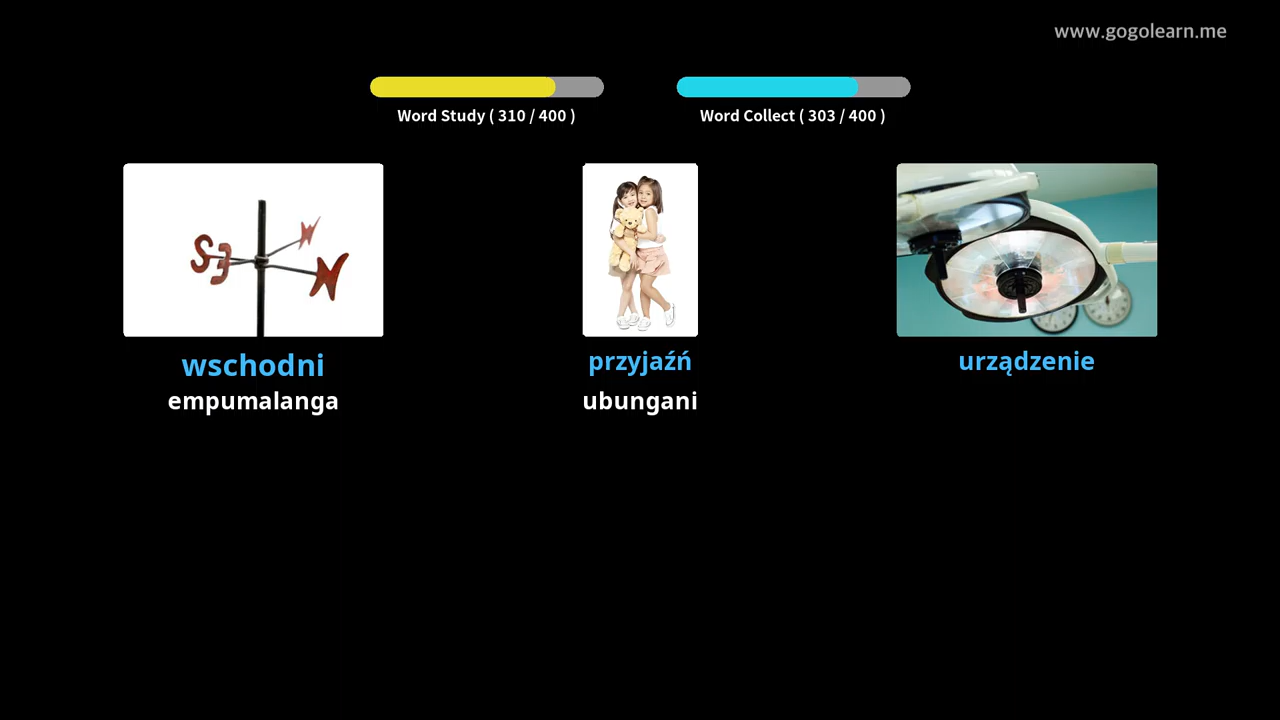 www.gogolearn.me
Word Study ( 310 / 400 )
Word Collect ( 303 / 400 )
S E N W
wschodni
empumalanga
przyjaźń
ubungani
urządzenie